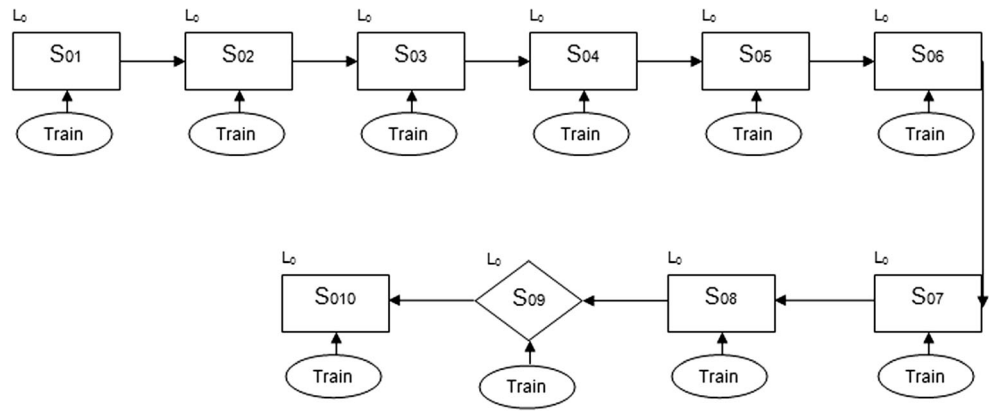 L₀ L₀ L₀ L₀ L₀ L₀
S01 S02 S03 S04 S05 S06
Train Train Train Train Train Train
L₀ L₀ L₀ L₀
S010 S09 S08 S07
Train Train Train Train